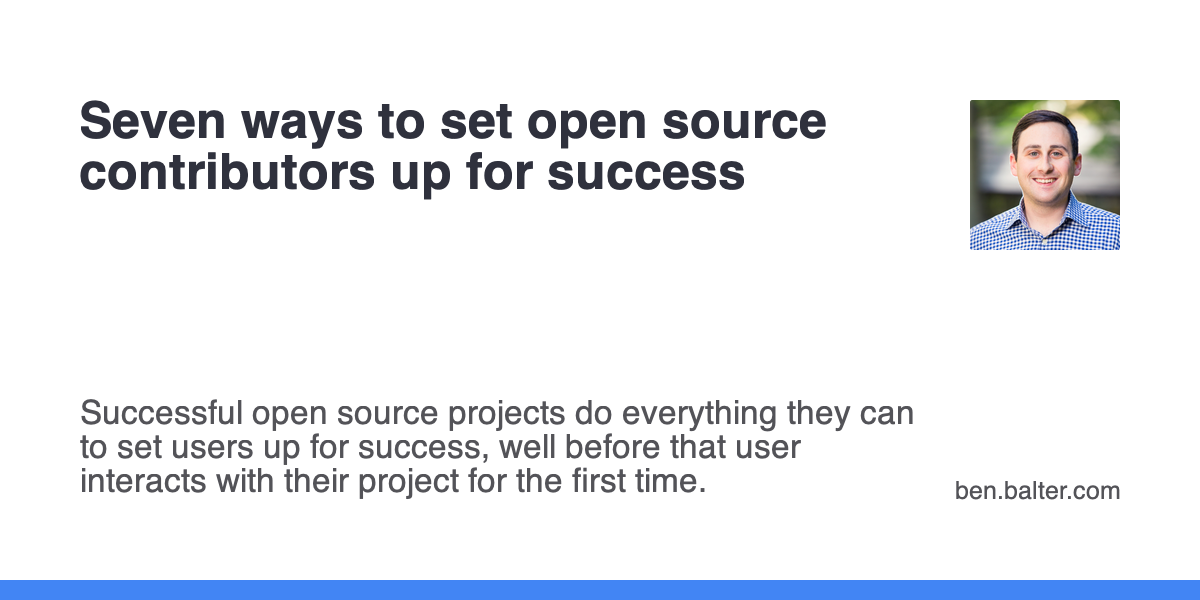 Seven ways to set open source
contributors up for success
Successful open source projects do everything they can
to set users up for success, well before that user
interacts with their project for the first time.
ben.balter.com